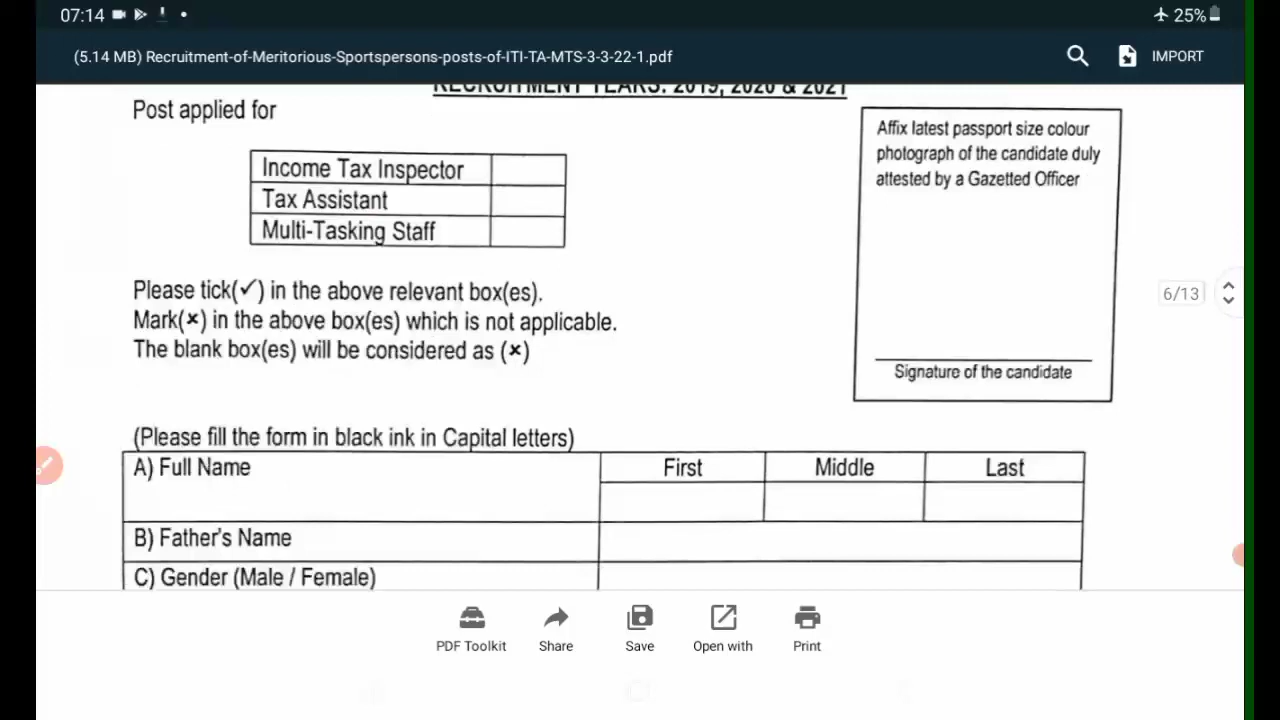 07:14
25%
(5.14 MB) Recruitment-of-Meritorious-Sportspersons-posts-of-ITI-TA-MTS-3-3-22-1.pdf
IMPORT
RECRUITMENT YEARS: 2019, 2020 & 2021
Post applied for
Affix latest passport size colour
photograph of the candidate duly
attested by a Gazetted Officer
Income Tax Inspector
Tax Assistant
Multi-Tasking Staff
Please tick(✓) in the above relevant box(es).
6/13
Mark(×) in the above box(es) which is not applicable.
The blank box(es) will be considered as (×)
Signature of the candidate
(Please fill the form in black ink in Capital letters)
A) Full Name
First
Middle
Last
B) Father's Name
C) Gender (Male / Female)
PDF Toolkit
Share
Save
Open with
Print